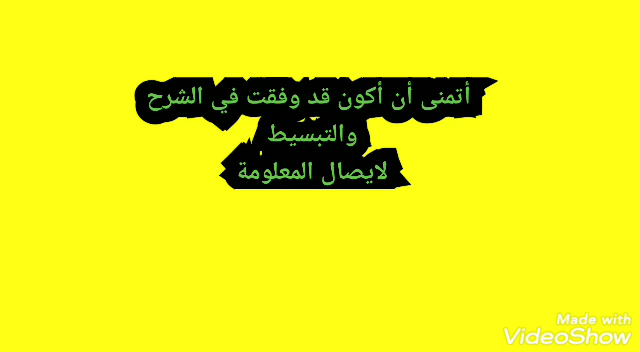 أتمنى أن أكون قد وفقت في الشرح
والتبسيط
لايصال المعلومة
Made with
VideoShow